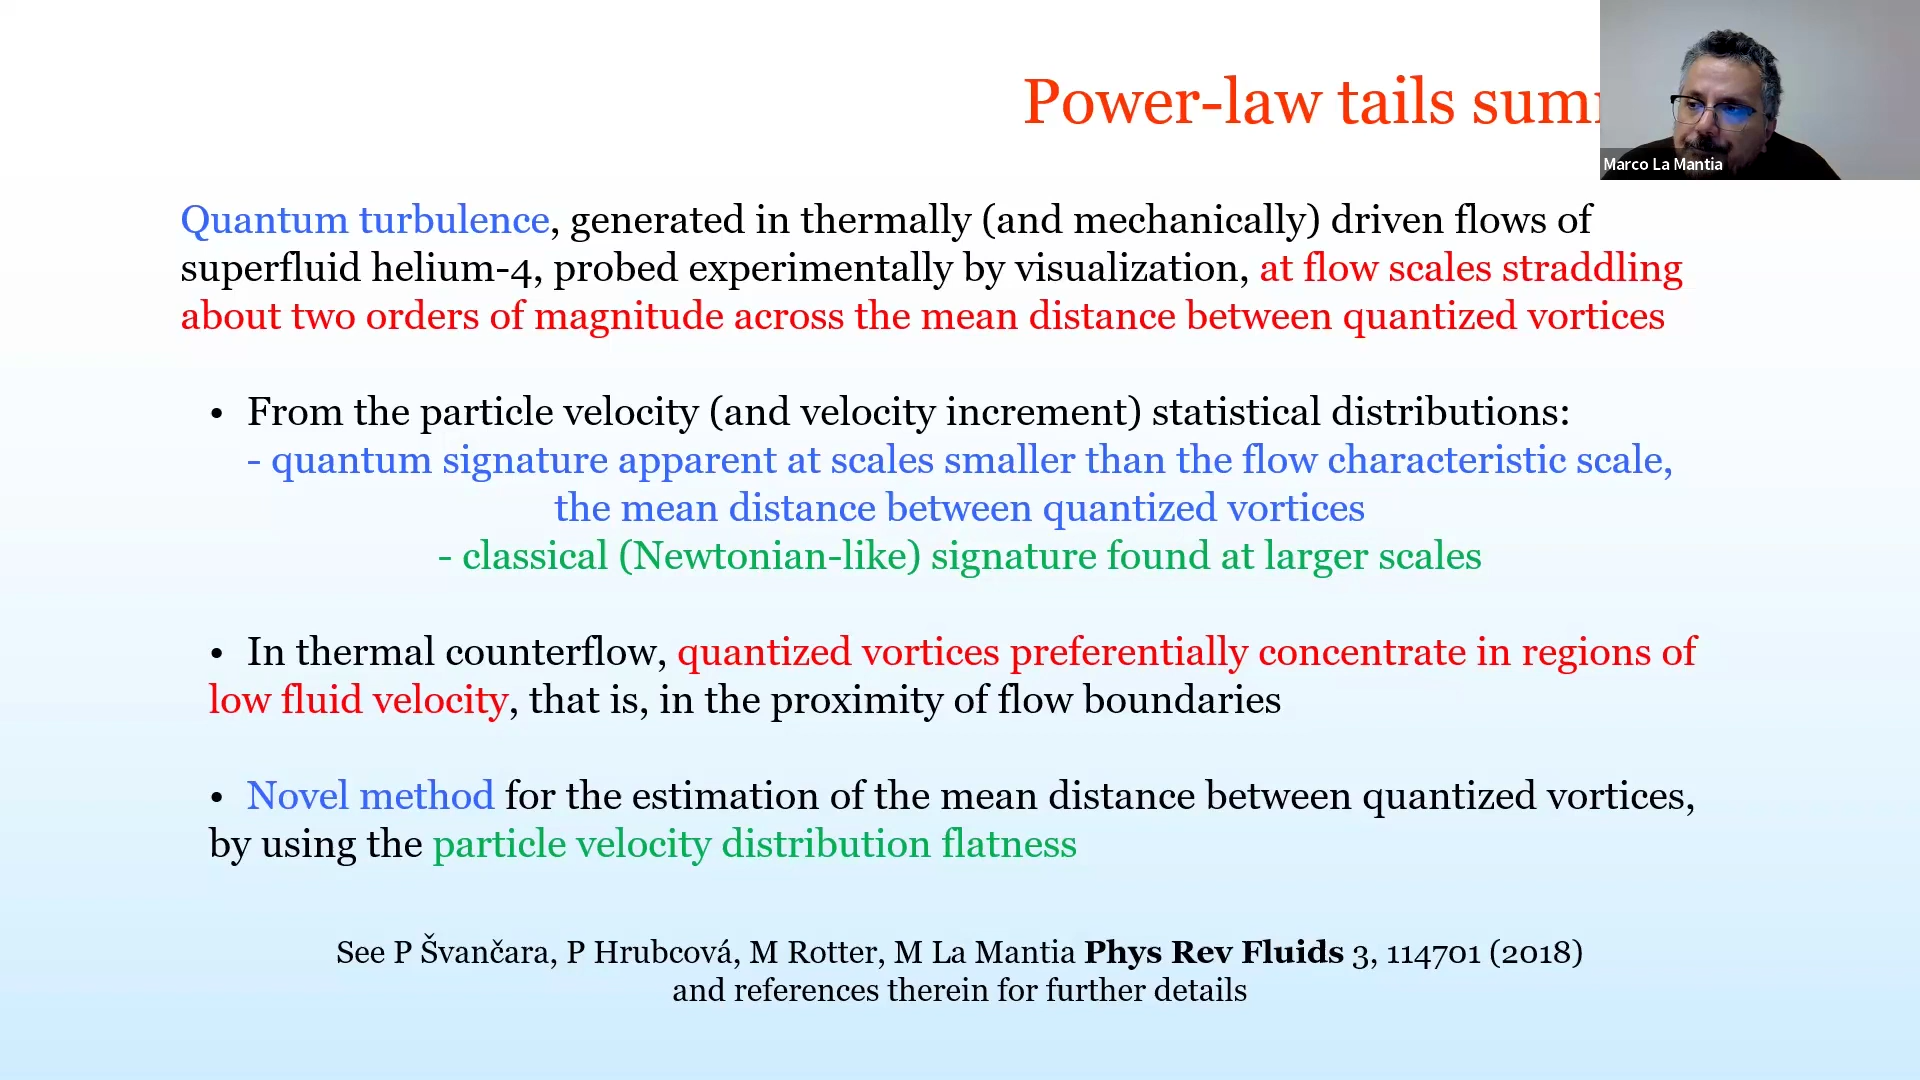 Power-law tails sum
Marco La Mantia
Quantum turbulence, generated in thermally (and mechanically) driven flows of
superfluid helium-4, probed experimentally by visualization, at flow scales straddling
about two orders of magnitude across the mean distance between quantized vortices
• From the particle velocity (and velocity increment) statistical distributions:
- quantum signature apparent at scales smaller than the flow characteristic scale,
the mean distance between quantized vortices
- classical (Newtonian-like) signature found at larger scales
• In thermal counterflow, quantized vortices preferentially concentrate in regions of
low fluid velocity, that is, in the proximity of flow boundaries
• Novel method for the estimation of the mean distance between quantized vortices,
by using the particle velocity distribution flatness
See P Švančara, P Hrubcová, M Rotter, M La Mantia Phys Rev Fluids 3, 114701 (2018)
and references therein for further details